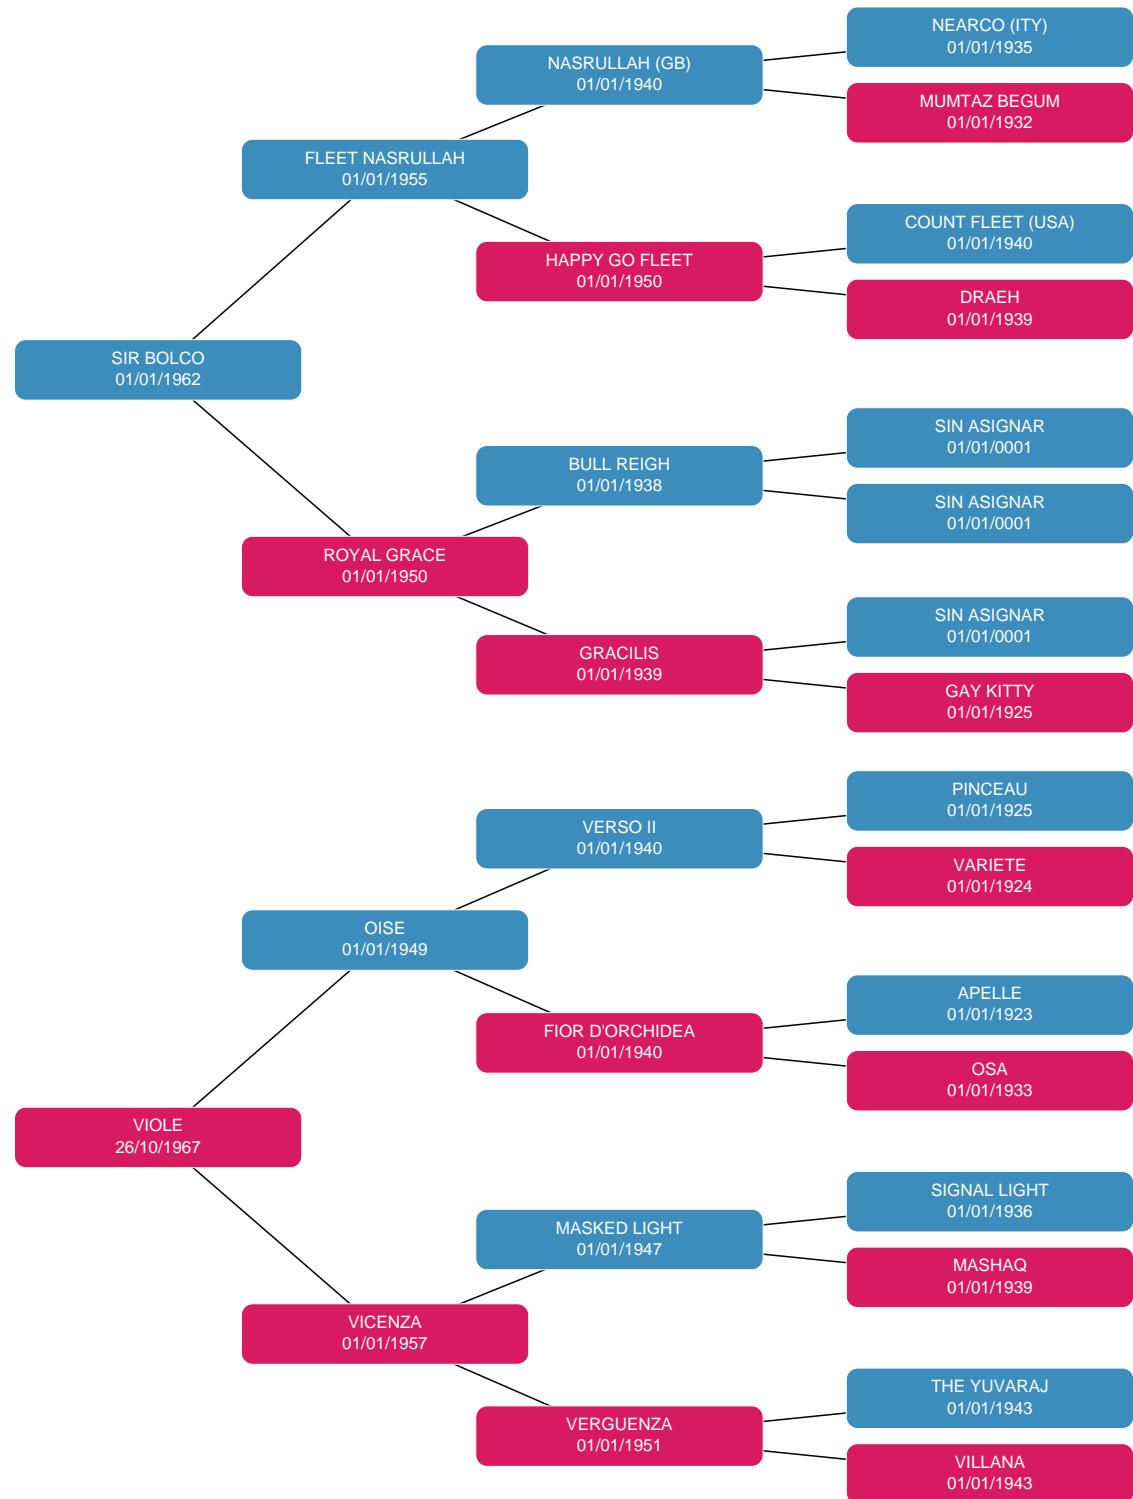 NEARCO (ITY)
01/01/1935
NASRULLAH (GB)
01/01/1940
MUMTAZ BEGUM
01/01/1932
FLEET NASRULLAH
01/01/1955
COUNT FLEET (USA)
01/01/1940
HAPPY GO FLEET
01/01/1950
DRAEH
01/01/1939
SIR BOLCO
01/01/1962
SIN ASIGNAR
01/01/0001
BULL REIGH
01/01/1938
SIN ASIGNAR
01/01/0001
ROYAL GRACE
01/01/1950
SIN ASIGNAR
01/01/0001
GRACILIS
01/01/1939
GAY KITTY
01/01/1925
PINCEAU
01/01/1925
VERSO II
01/01/1940
VARIETE
01/01/1924
OISE
01/01/1949
APELLE
01/01/1923
FIOR D'ORCHIDEA
01/01/1940
OSA
01/01/1933
VIOLE
26/10/1967
SIGNAL LIGHT
01/01/1936
MASKED LIGHT
01/01/1947
MASHAQ
01/01/1939
VICENZA
01/01/1957
THE YUVARAJ
01/01/1943
VERGUENZA
01/01/1951
VILLANA
01/01/1943